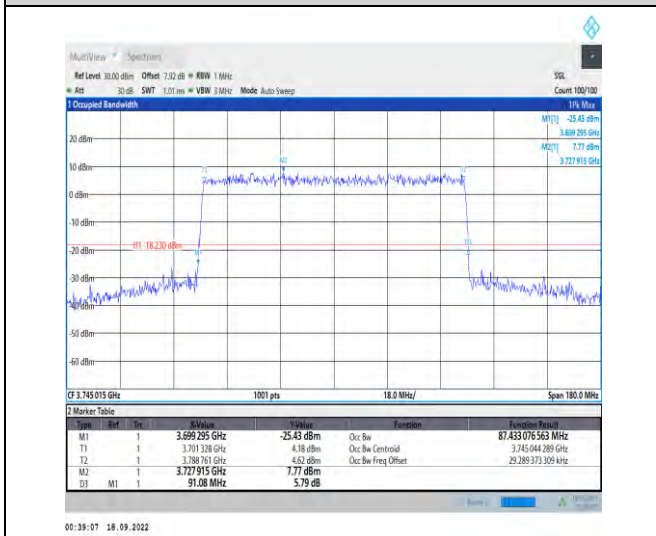 MultiView Spectrum
Ref Level 30.00 dBm Offset 7.92 dB RBW 1 MHz SGL
Att 30 dB SWT 1.01 ms VBW 3 MHz Mode Auto Sweep Count 100/100
1 Occupied Bandwidth 1Pk Max
M1[1] -25.43 dBm
3.699 295 GHz
M2[1] 7.77 dBm
3.727 915 GHz
20 dBm
10 dBm
0 dBm
-10 dBm
-20 dBm
-30 dBm
-40 dBm
-50 dBm
-60 dBm
T1
M2
H1 18.230 dBm
M1
CF 3.745 015 GHz 1001 pts 18.0 MHz/ Span 180.0 MHz
2 Marker Table
Type Ref Trc X-Value Y-Value Function Function Result
M1 1 3.699 295 GHz -25.43 dBm Occ Bw 87.433 076 563 MHz
T1 1 3.701 328 GHz 4.18 dBm Occ Bw Centroid 3.745 044 289 GHz
T2 1 3.788 761 GHz 4.62 dBm Occ Bw Freq Offset 29.289 373 309 kHz
M2 1 3.727 915 GHz 7.77 dBm
D3 M1 1 91.08 MHz 5.79 dB
00:39:07 18.09.2022